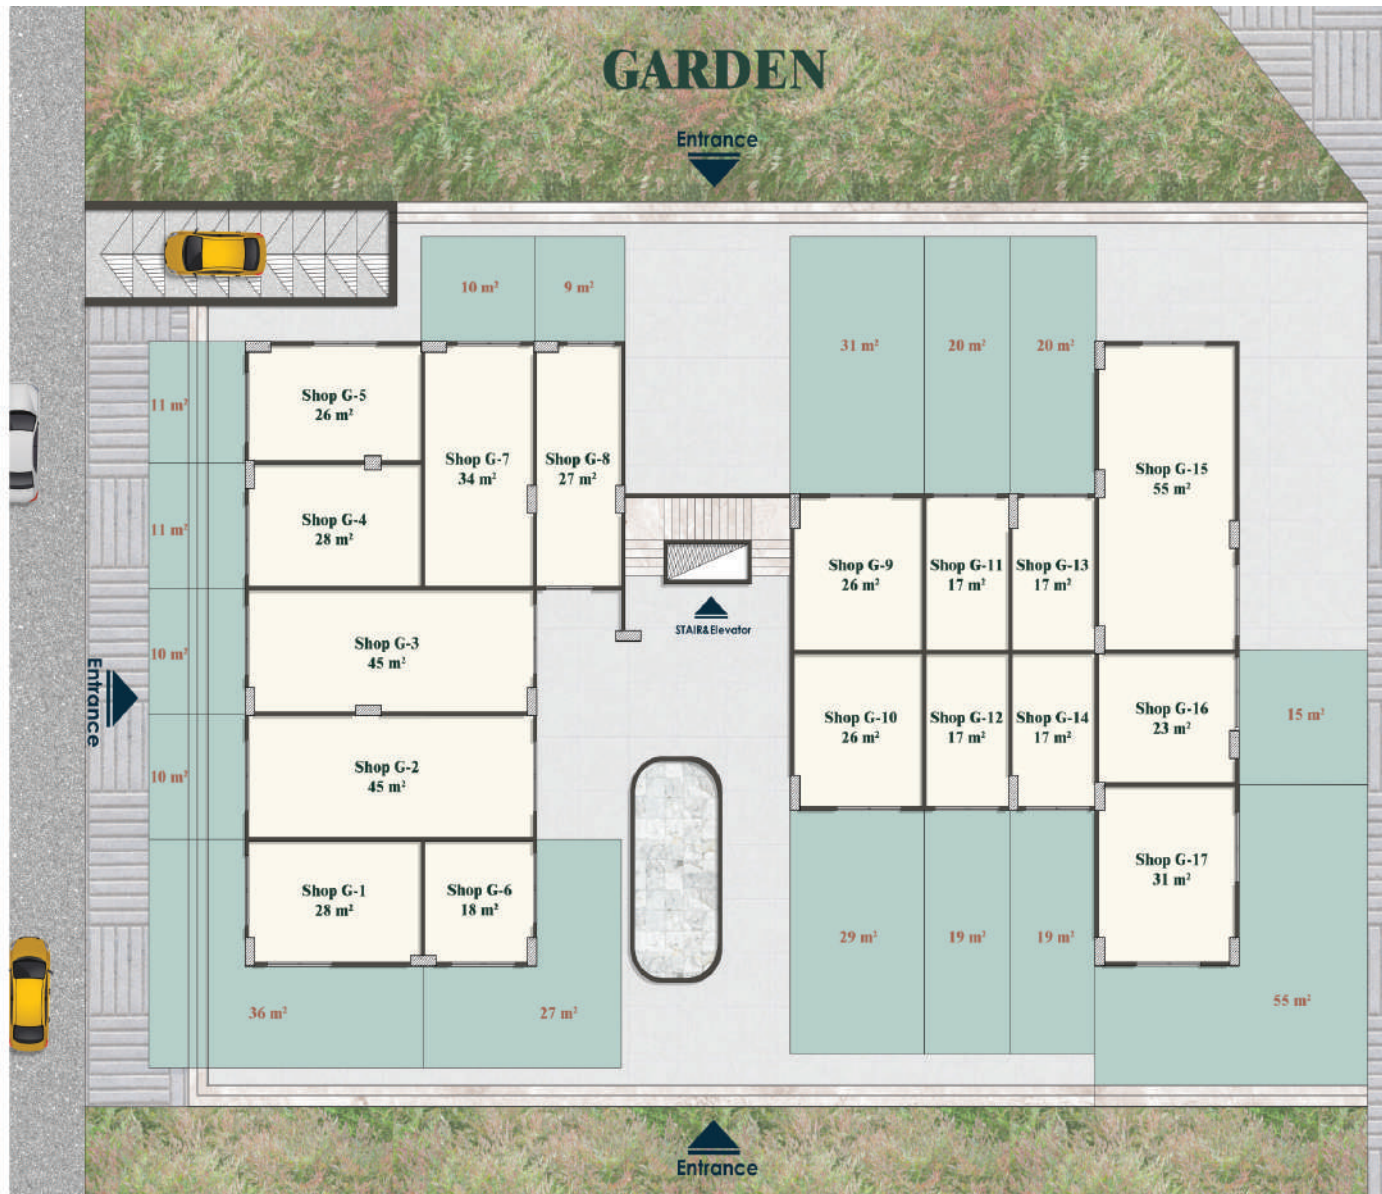 GARDEN
Entrance
10 m²
9 m²
31 m²
20 m²
20 m²
11 m²
Shop G-5
26 m²
Shop G-7
34 m²
Shop G-8
27 m²
Shop G-15
55 m²
11 m²
Shop G-4
28 m²
Shop G-9
26 m²
Shop G-11
17 m²
Shop G-13
17 m²
STAIR&Elevator
10 m²
Shop G-3
45 m²
Entrance
Shop G-10
26 m²
Shop G-12
17 m²
Shop G-14
17 m²
Shop G-16
23 m²
15 m²
10 m²
Shop G-2
45 m²
Shop G-1
28 m²
Shop G-6
18 m²
Shop G-17
31 m²
29 m²
19 m²
19 m²
36 m²
27 m²
55 m²
Entrance